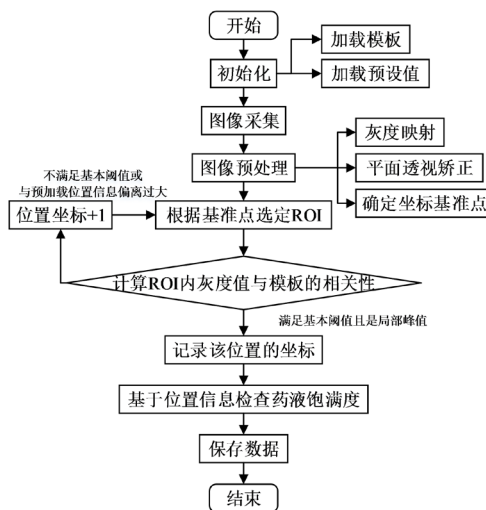 开始
初始化
加载模板
加载预设值
图像采集
图像预处理
灰度映射
平面透视矫正
确定坐标基准点
不满足基本阈值或
与预加载位置信息偏离过大
位置坐标+1
根据基准点选定ROI
计算ROI内灰度值与模板的相关性
满足基本阈值且是局部峰值
记录该位置的坐标
基于位置信息检查药液饱满度
保存数据
结束